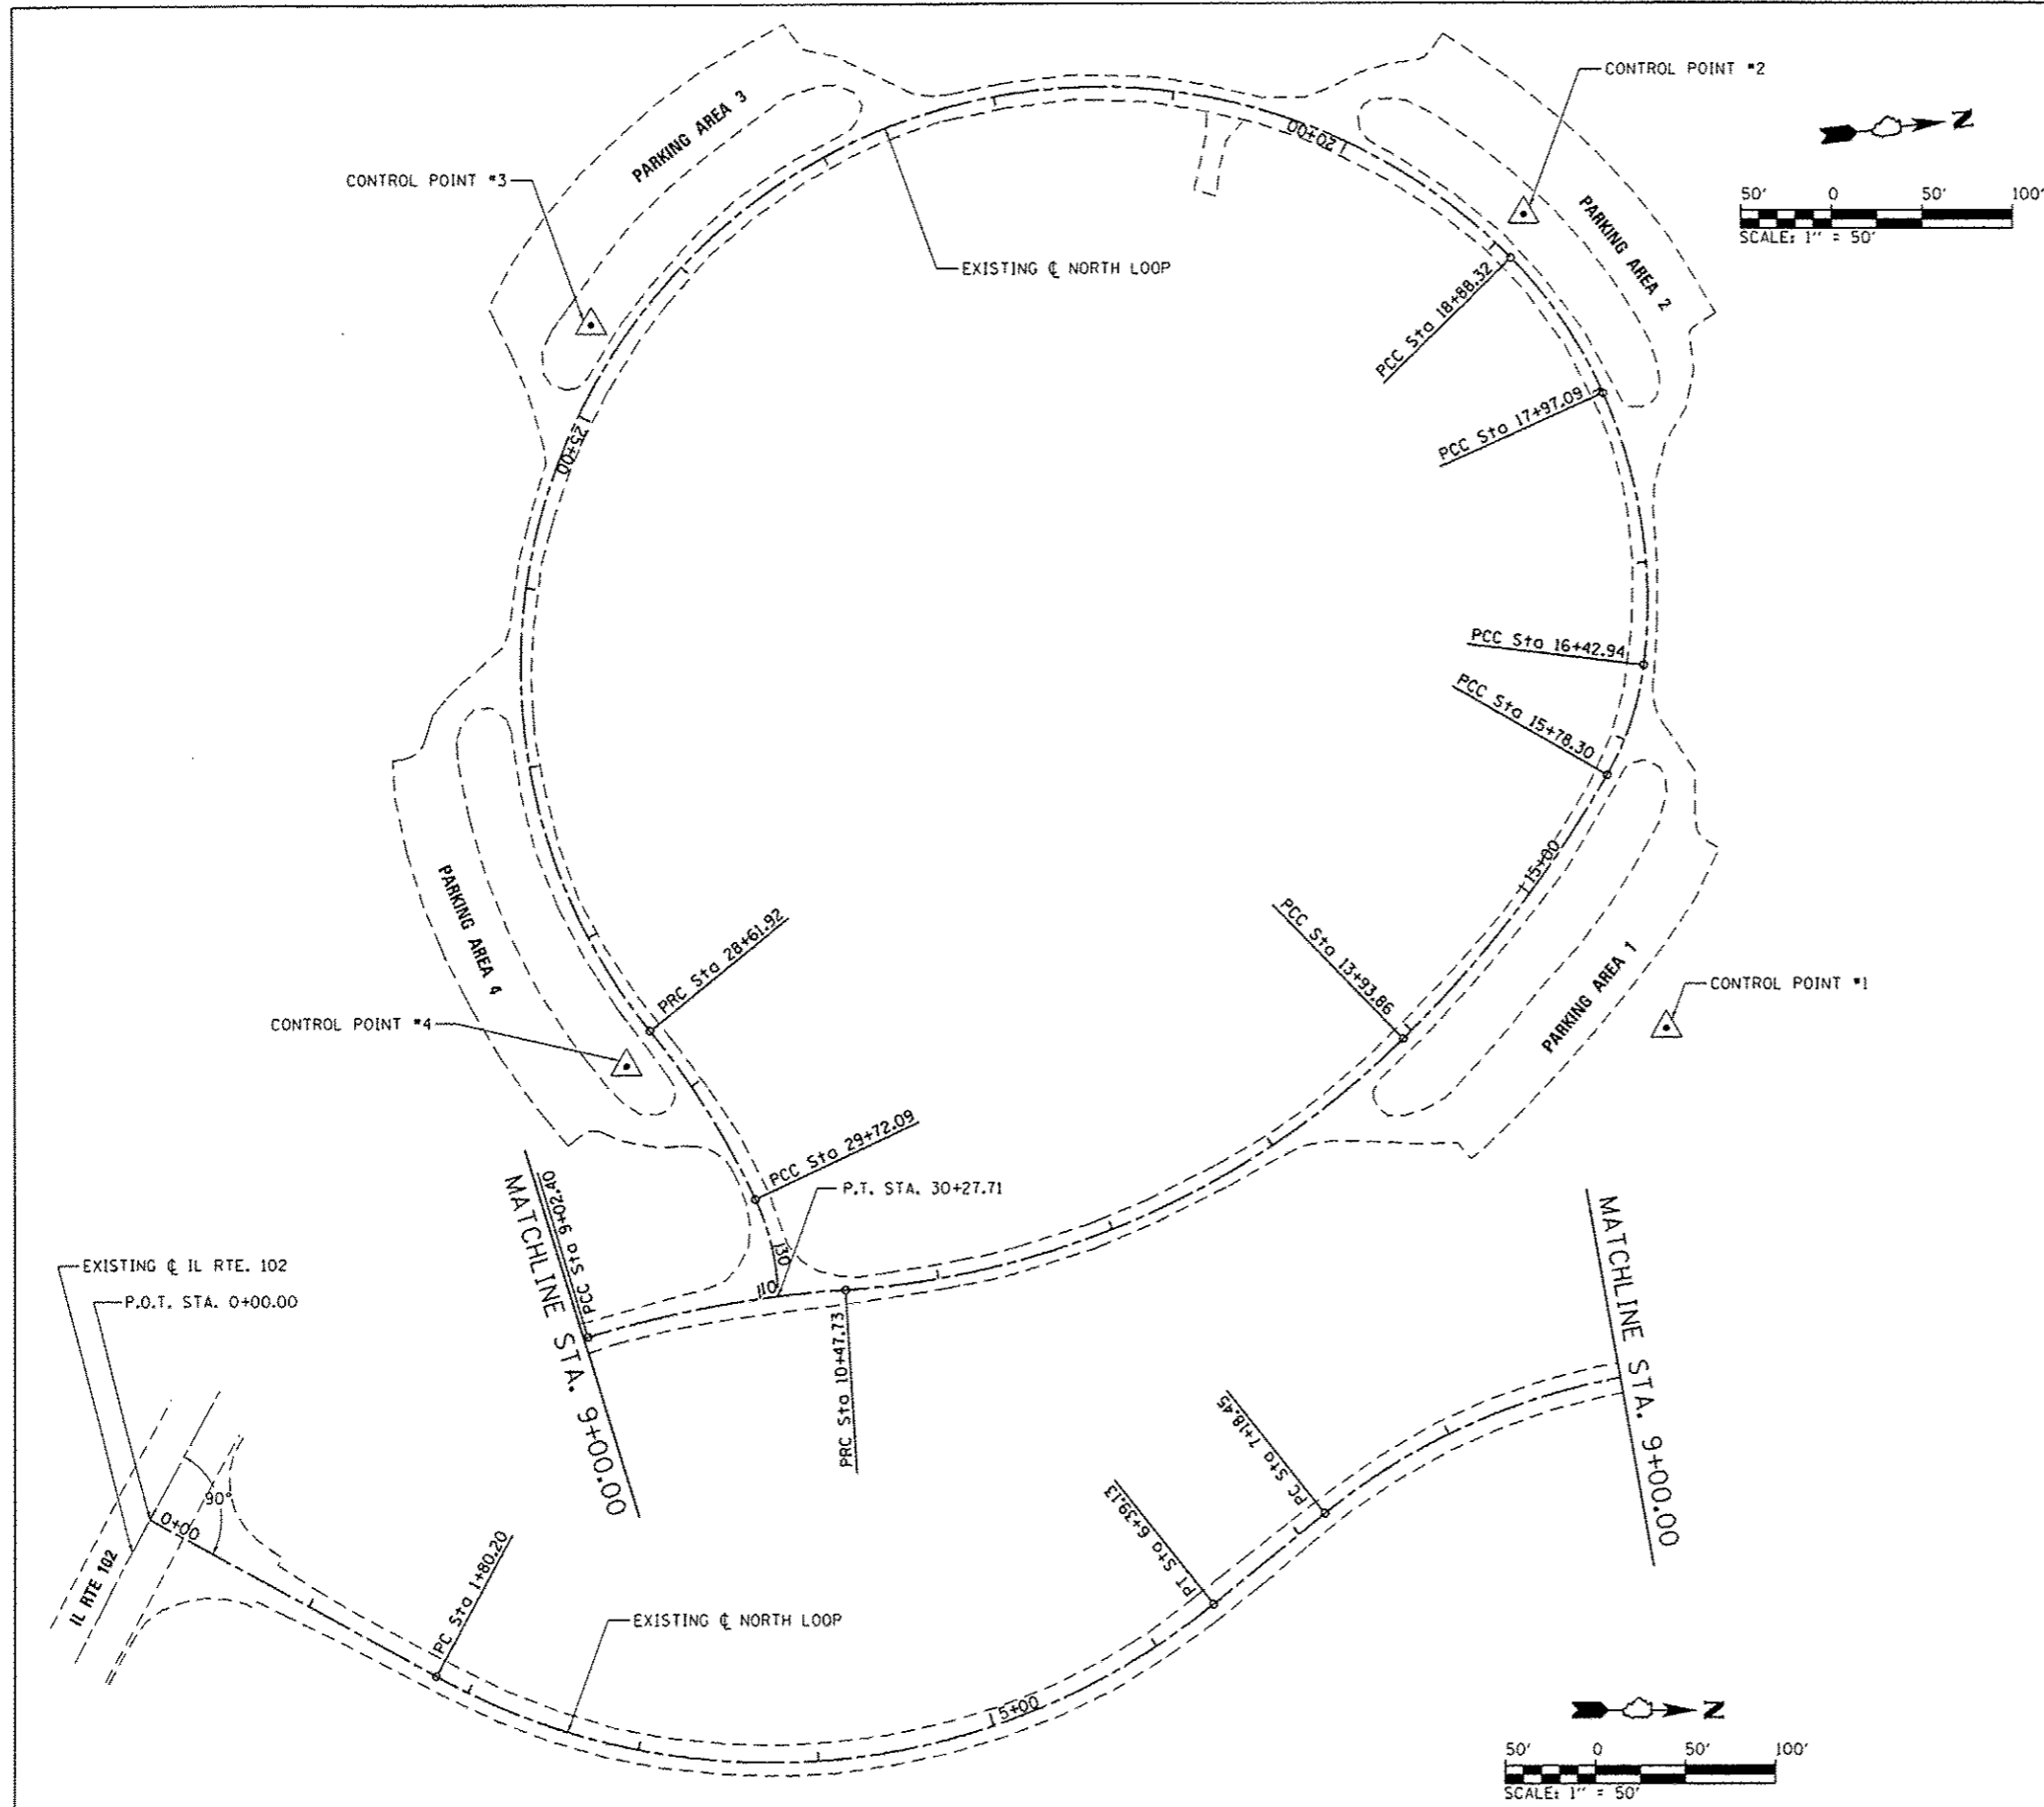 CONTROL POINT #2
PARKING AREA 3
N
20+00
CONTROL POINT #3
50' 0 50' 100'
SCALE: 1" = 50'
PARKING AREA 2
EXISTING ℄ NORTH LOOP
PCC Sta 18+88.32
PCC Sta 17+97.09
25+00
PCC Sta 16+42.94
PCC Sta 15+78.30
15+00
PARKING AREA 4
PRC Sta 28+61.92
PCC Sta 13+93.86
PARKING AREA 1
CONTROL POINT #1
CONTROL POINT #4
PCC Sta 29+72.09
P.T. STA. 30+27.71
MATCHLINE STA. 9+00.00
PCC Sta 9+02.40
30
10
MATCHLINE STA. 9+00.00
EXISTING ℄ IL RTE. 102
P.O.T. STA. 0+00.00
PRC Sta 10+47.73
PC Sta 7+18.45
PT Sta 6+39.13
90°
0+00
IL RTE 102
PC Sta 1+80.20
EXISTING ℄ NORTH LOOP
5+00
N
50' 0 50' 100'
SCALE: 1" = 50'